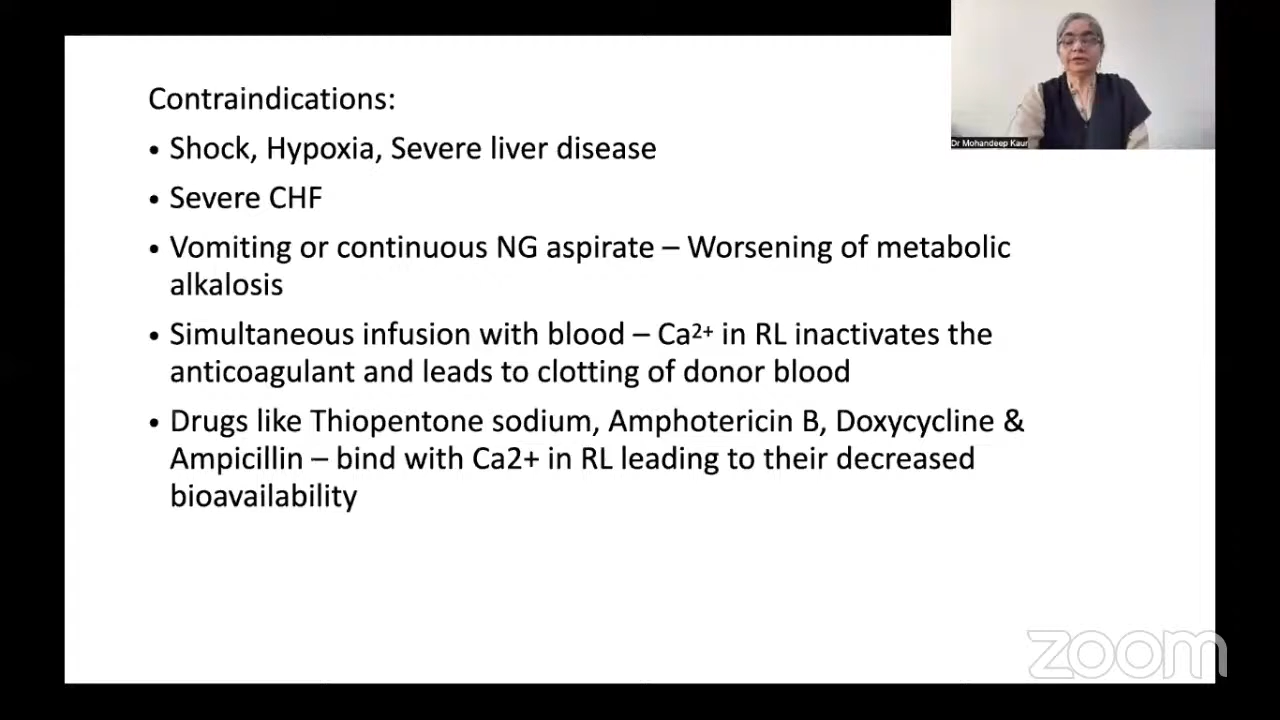 Contraindications:
• Shock, Hypoxia, Severe liver disease
• Severe CHF
• Vomiting or continuous NG aspirate – Worsening of metabolic
alkalosis
• Simultaneous infusion with blood – Ca²⁺ in RL inactivates the
anticoagulant and leads to clotting of donor blood
• Drugs like Thiopentone sodium, Amphotericin B, Doxycycline &
Ampicillin – bind with Ca2+ in RL leading to their decreased
bioavailability
Dr Mohandeep Kaur
zoom